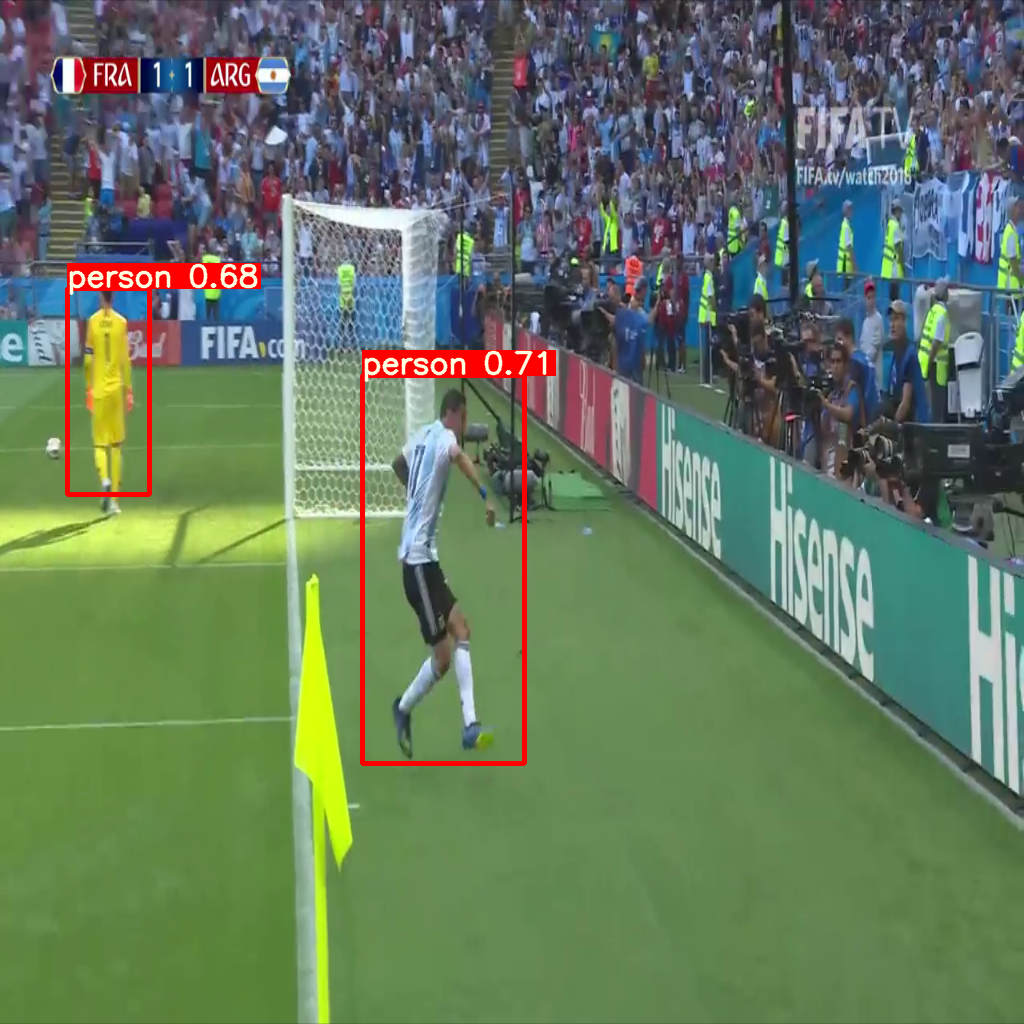 FRA 1 1 ARG
FIFA TV
FIFA.tv/watch2018
person 0.68
person 0.71
1
11
e
FIFA.com
Hisense
Hisense
Hi